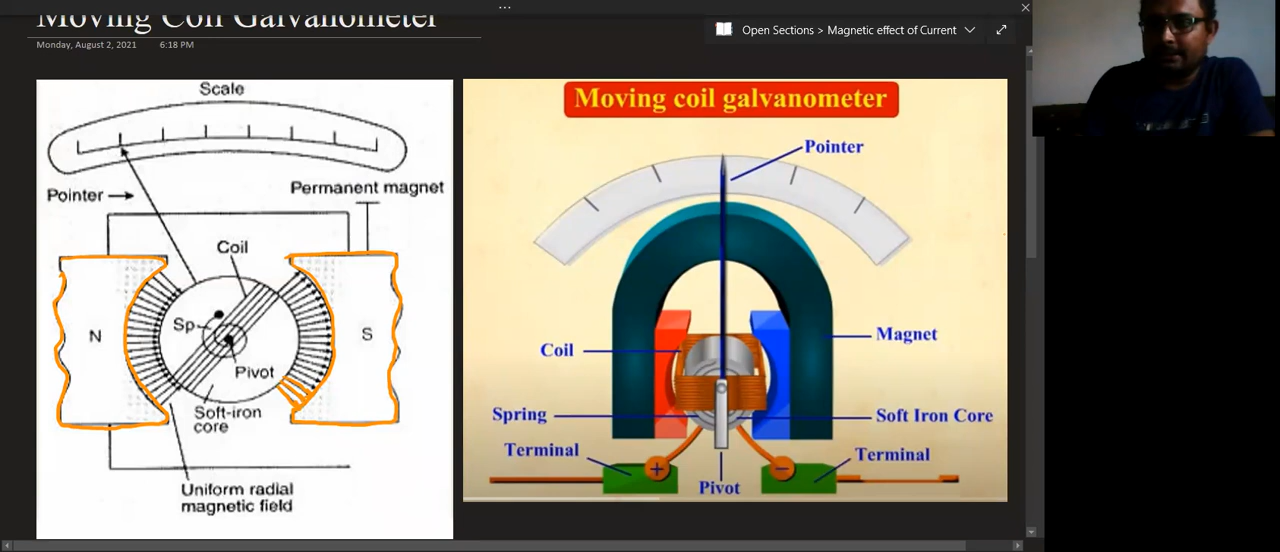 Moving Coil Galvanometer
Monday, August 2, 2021 6:18 PM
Open Sections > Magnetic effect of Current
Scale
Pointer
Permanent magnet
Coil
N
Sp
S
Pivot
Soft-iron
core
Uniform radial
magnetic field
Moving coil galvanometer
Pointer
Magnet
Coil
Spring
Soft Iron Core
Terminal
Terminal
+
−
Pivot